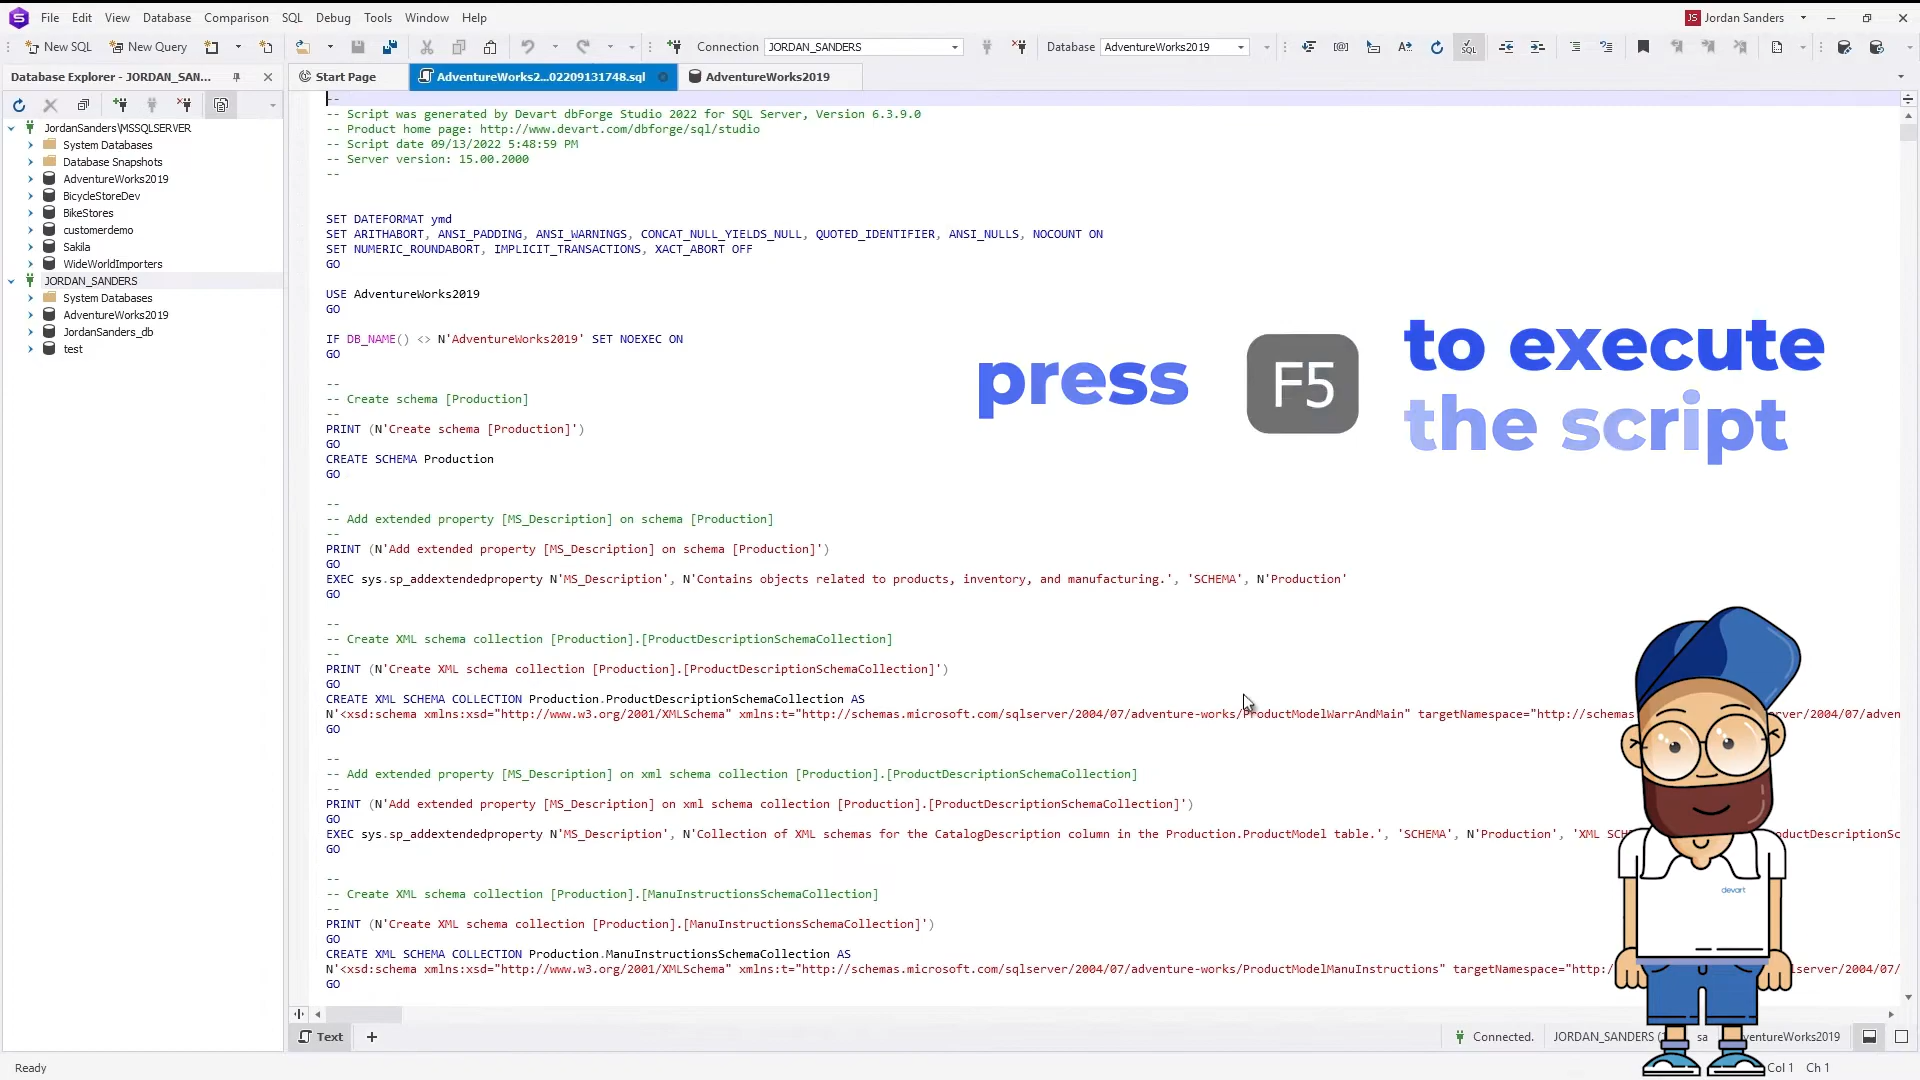 File Edit View Database Comparison SQL Debug Tools Window Help
JS Jordan Sanders
New SQL New Query Connection JORDAN_SANDERS Database AdventureWorks2019
Database Explorer - JORDAN_SAN...
Start Page AdventureWorks2...02209131748.sql AdventureWorks2019
JordanSanders\MSSQLSERVER
System Databases
Database Snapshots
AdventureWorks2019
BicycleStoreDev
BikeStores
customerdemo
Sakila
WideWorldImporters
JORDAN_SANDERS
System Databases
AdventureWorks2019
JordanSanders_db
test
--
-- Script was generated by Devart dbForge Studio 2022 for SQL Server, Version 6.3.9.0
-- Product home page: http://www.devart.com/dbforge/sql/studio
-- Script date 09/13/2022 5:48:59 PM
-- Server version: 15.00.2000
--
SET DATEFORMAT ymd
SET ARITHABORT, ANSI_PADDING, ANSI_WARNINGS, CONCAT_NULL_YIELDS_NULL, QUOTED_IDENTIFIER, ANSI_NULLS, NOCOUNT ON
SET NUMERIC_ROUNDABORT, IMPLICIT_TRANSACTIONS, XACT_ABORT OFF
GO
USE AdventureWorks2019
GO
IF DB_NAME() <> N'AdventureWorks2019' SET NOEXEC ON
GO
--
-- Create schema [Production]
--
PRINT (N'Create schema [Production]')
GO
CREATE SCHEMA Production
GO
--
-- Add extended property [MS_Description] on schema [Production]
--
PRINT (N'Add extended property [MS_Description] on schema [Production]')
GO
EXEC sys.sp_addextendedproperty N'MS_Description', N'Contains objects related to products, inventory, and manufacturing.', 'SCHEMA', N'Production'
GO
--
-- Create XML schema collection [Production].[ProductDescriptionSchemaCollection]
--
PRINT (N'Create XML schema collection [Production].[ProductDescriptionSchemaCollection]')
GO
CREATE XML SCHEMA COLLECTION Production.ProductDescriptionSchemaCollection AS
N'<xsd:schema xmlns:xsd="http://www.w3.org/2001/XMLSchema" xmlns:t="http://schemas.microsoft.com/sqlserver/2004/07/adventure-works/ProductModelWarrAndMain" targetNamespace="http://schemas erver/2004/07/adven
GO
--
-- Add extended property [MS_Description] on xml schema collection [Production].[ProductDescriptionSchemaCollection]
--
PRINT (N'Add extended property [MS_Description] on xml schema collection [Production].[ProductDescriptionSchemaCollection]')
GO
EXEC sys.sp_addextendedproperty N'MS_Description', N'Collection of XML schemas for the CatalogDescription column in the Production.ProductModel table.', 'SCHEMA', N'Production', 'XML SCH oductDescriptionSc
GO
--
-- Create XML schema collection [Production].[ManuInstructionsSchemaCollection]
--
PRINT (N'Create XML schema collection [Production].[ManuInstructionsSchemaCollection]')
GO
CREATE XML SCHEMA COLLECTION Production.ManuInstructionsSchemaCollection AS
N'<xsd:schema xmlns:xsd="http://www.w3.org/2001/XMLSchema" xmlns:t="http://schemas.microsoft.com/sqlserver/2004/07/adventure-works/ProductModelManuInstructions" targetNamespace="http:/ lserver/2004/07/
GO
press F5 to execute
the script
devart
Text
Connected. JORDAN_SANDERS ( sa ventureWorks2019
Ready
Col 1 Ch 1